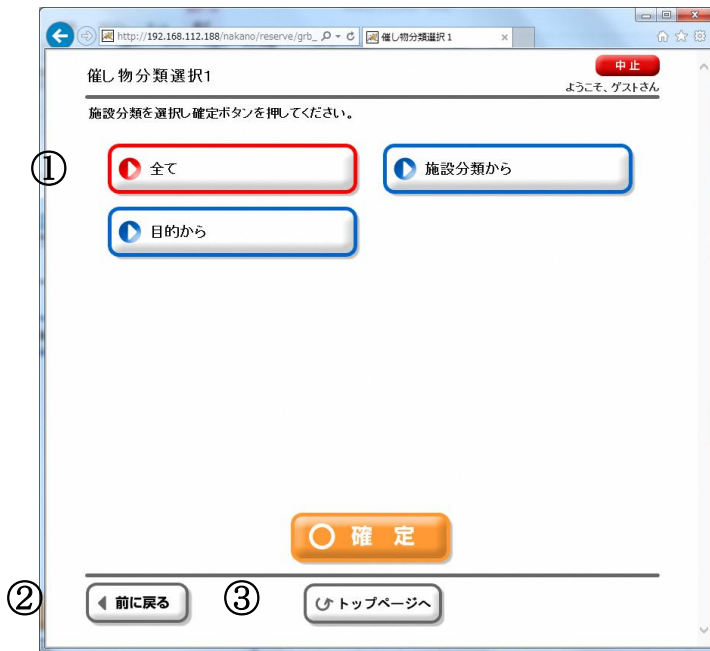 http://192.168.112.188/nakano/reserve/grb_
催し物分類選択1
催し物分類選択1
中止
ようこそ、ゲストさん
施設分類を選択し確定ボタンを押してください。
① 全て 施設分類から
目的から
確定
② 前に戻る ③ トップページへ